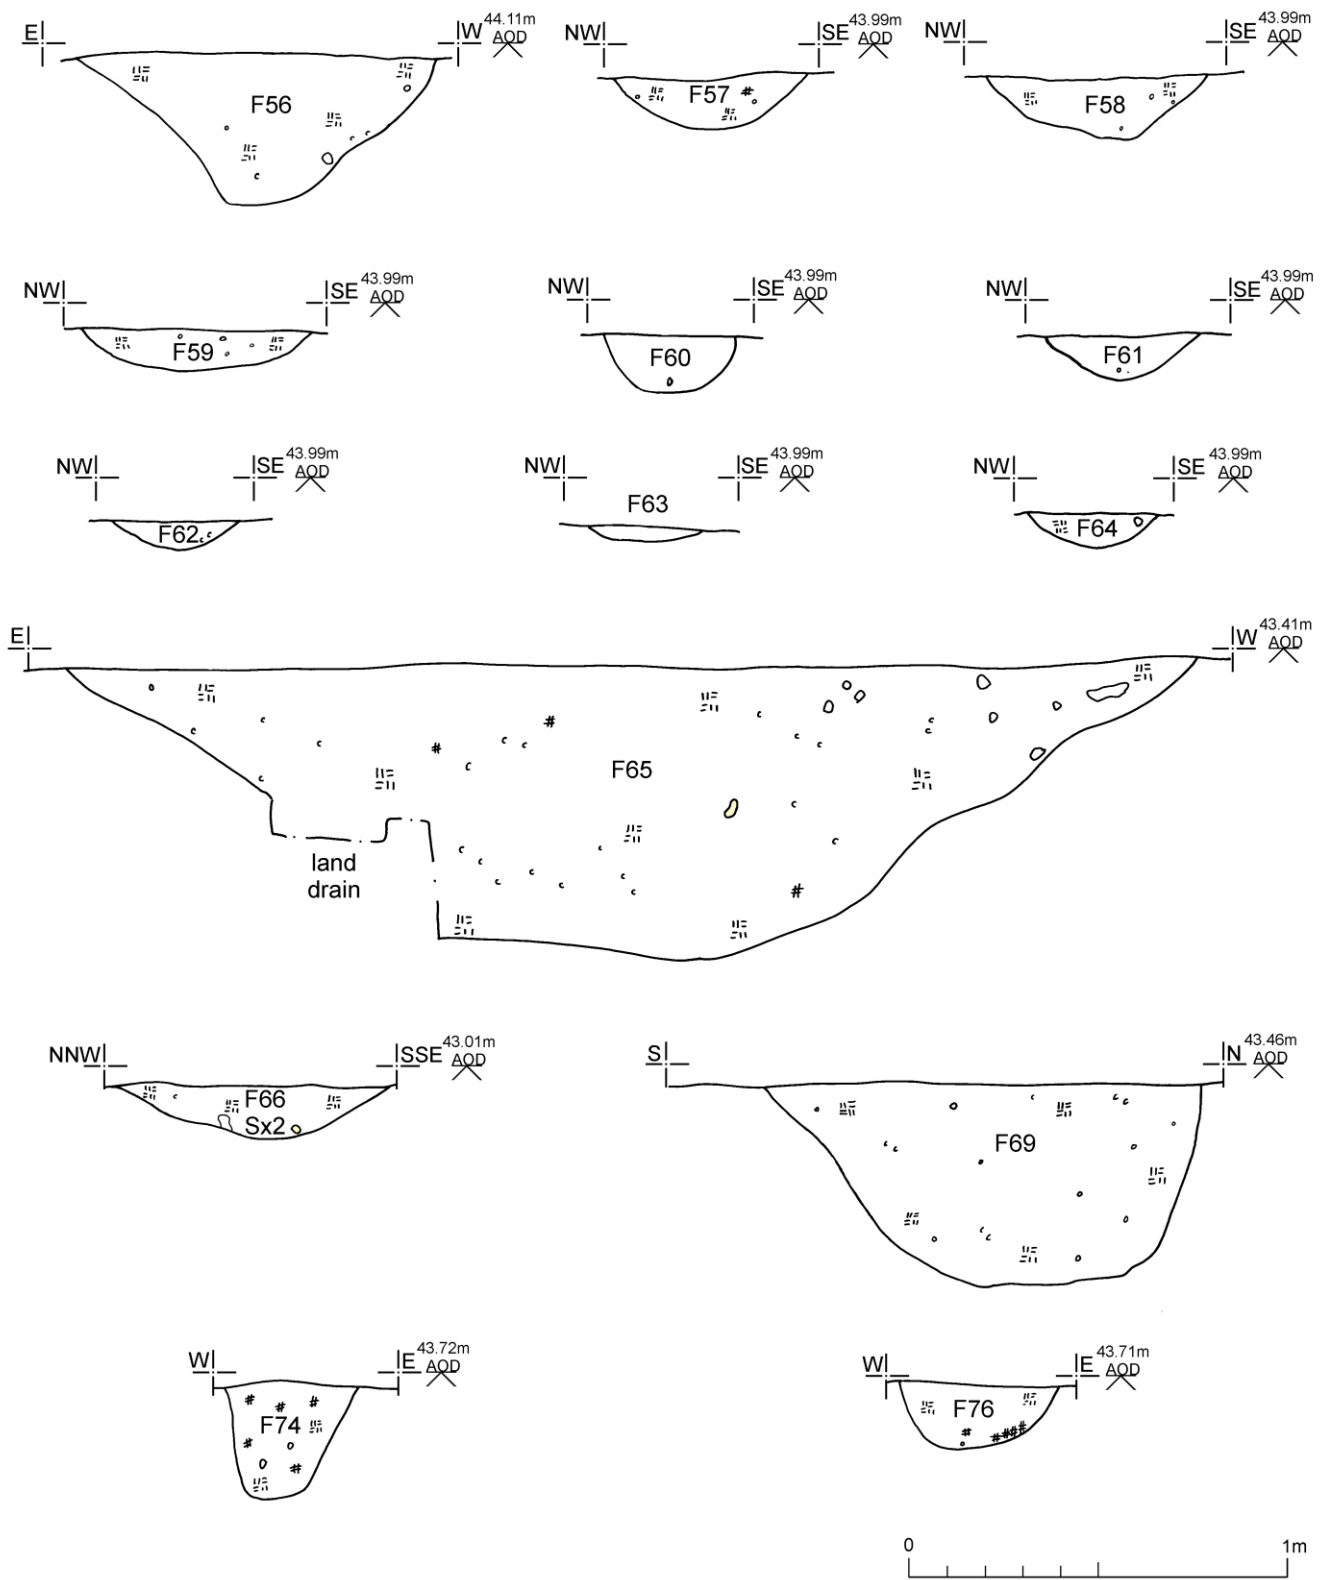 E W 44.11m AOD
F56
NW SE 43.99m AOD
F57
NW SE 43.99m AOD
F58
NW SE 43.99m AOD
F59
NW SE 43.99m AOD
F60
NW SE 43.99m AOD
F61
NW SE 43.99m AOD
F62
NW SE 43.99m AOD
F63
NW SE 43.99m AOD
F64
E W 43.41m AOD
F65
land
drain
NNW SSE 43.01m AOD
F66
Sx2
S N 43.46m AOD
F69
W E 43.72m AOD
F74
W E 43.71m AOD
F76
0 1m